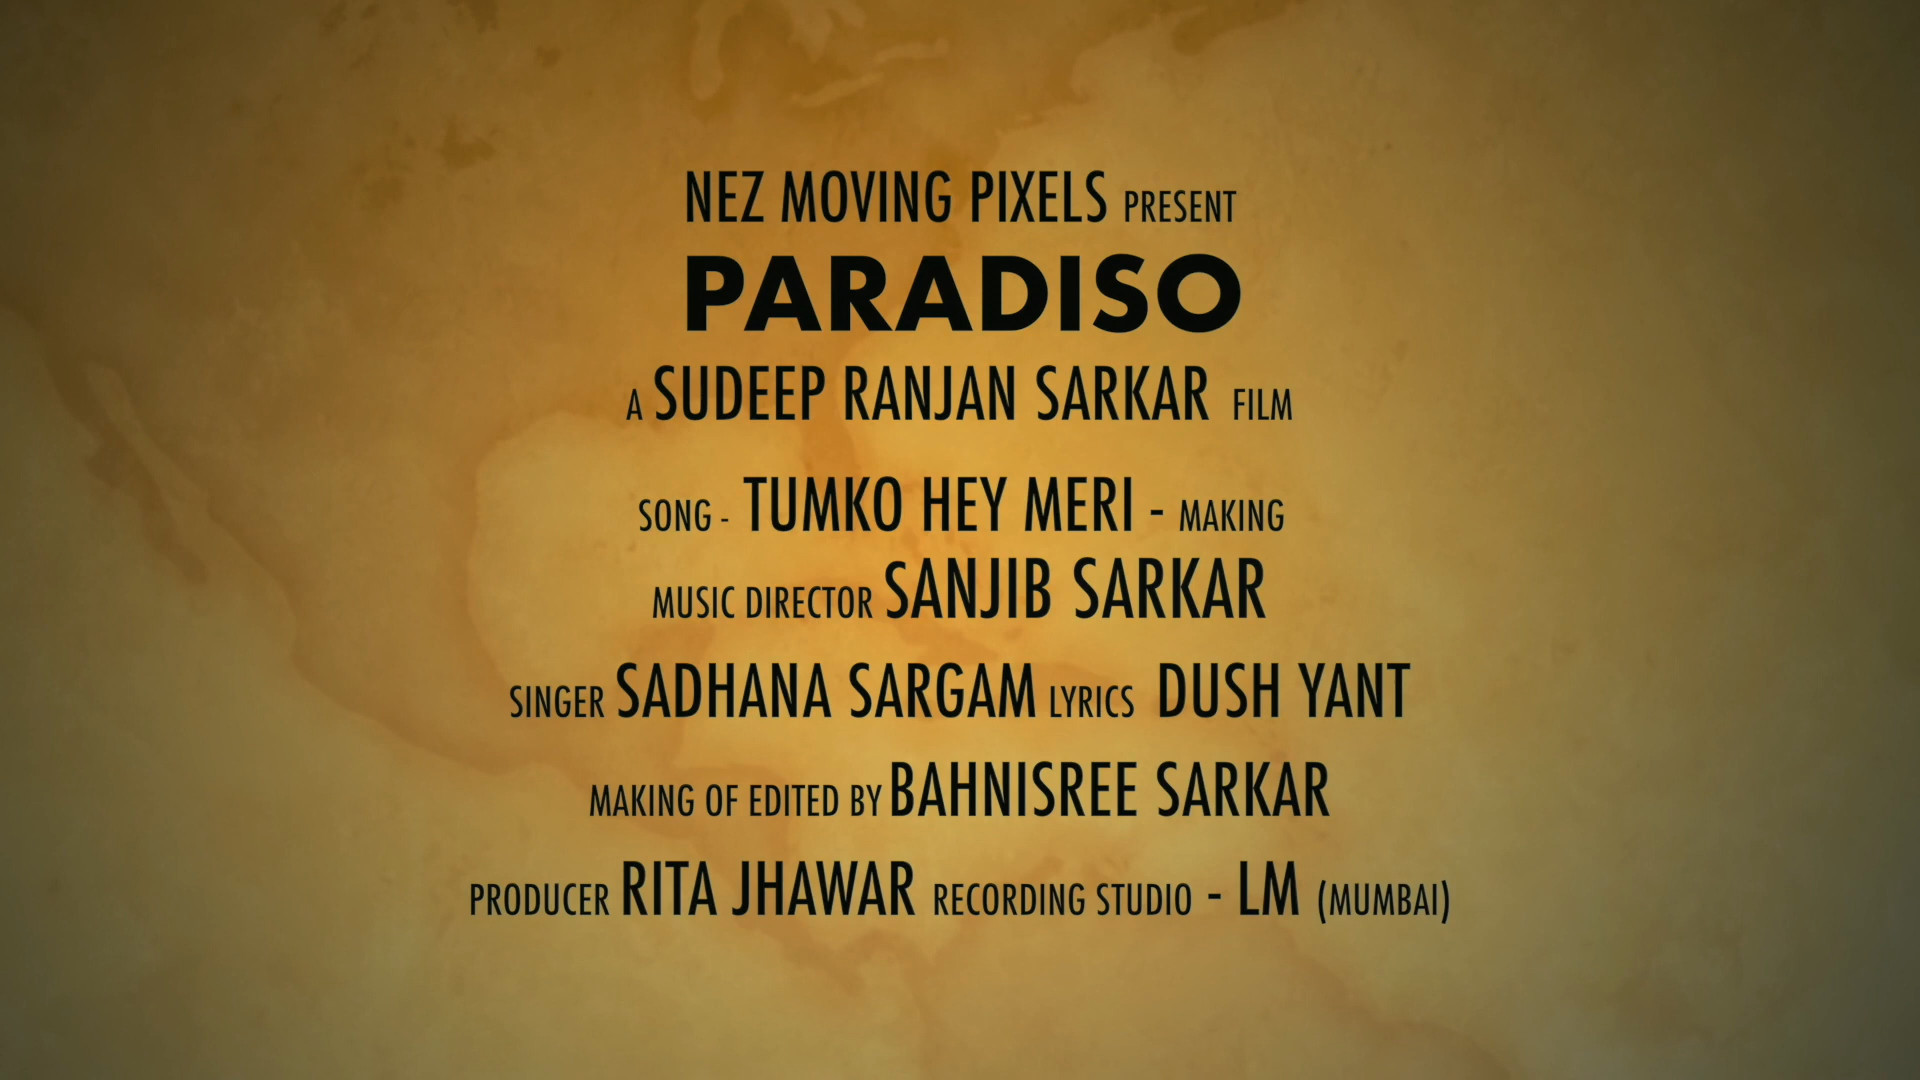 NEZ MOVING PIXELS PRESENT
PARADISO
A SUDEEP RANJAN SARKAR FILM
SONG - TUMKO HEY MERI - MAKING
MUSIC DIRECTOR SANJIB SARKAR
SINGER SADHANA SARGAM LYRICS DUSH YANT
MAKING OF EDITED BY BAHNISREE SARKAR
PRODUCER RITA JHAWAR RECORDING STUDIO - LM (MUMBAI)